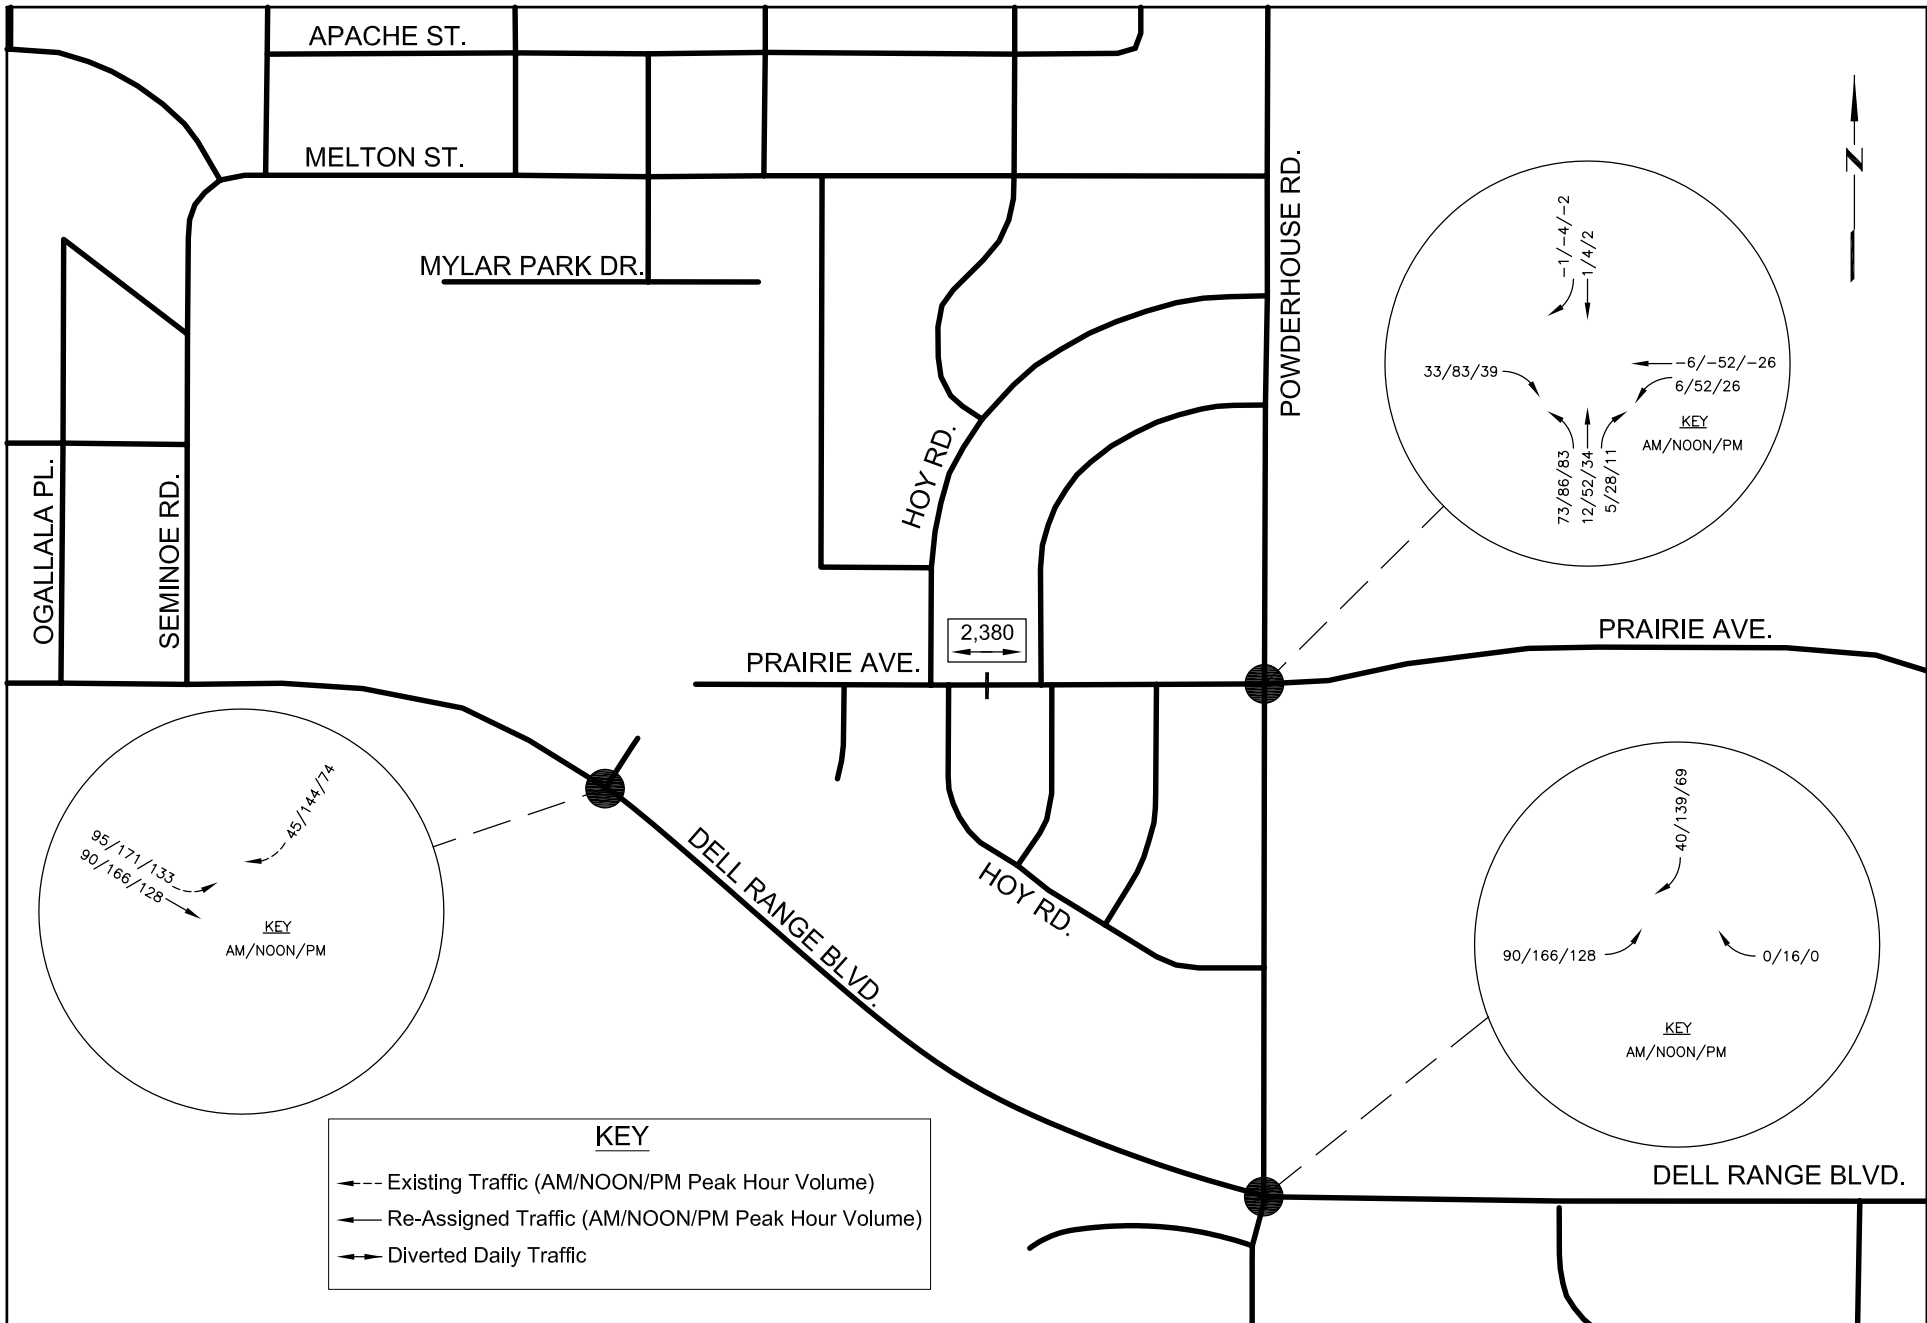 APACHE ST.
MELTON ST.
MYLAR PARK DR.
POWDERHOUSE RD.
N
-1/-4/-2
1/4/2
33/83/39
-6/-52/-26
6/52/26
KEY
AM/NOON/PM
73/86/83
12/52/34
5/28/11
HOY RD.
OGALLALA PL.
SEMINOE RD.
2,380
PRAIRIE AVE.
PRAIRIE AVE.
45/144/74
95/171/133
90/166/128
KEY
AM/NOON/PM
DELL RANGE BLVD.
HOY RD.
40/139/69
90/166/128
0/16/0
KEY
AM/NOON/PM
DELL RANGE BLVD.
KEY
Existing Traffic (AM/NOON/PM Peak Hour Volume)
Re-Assigned Traffic (AM/NOON/PM Peak Hour Volume)
Diverted Daily Traffic